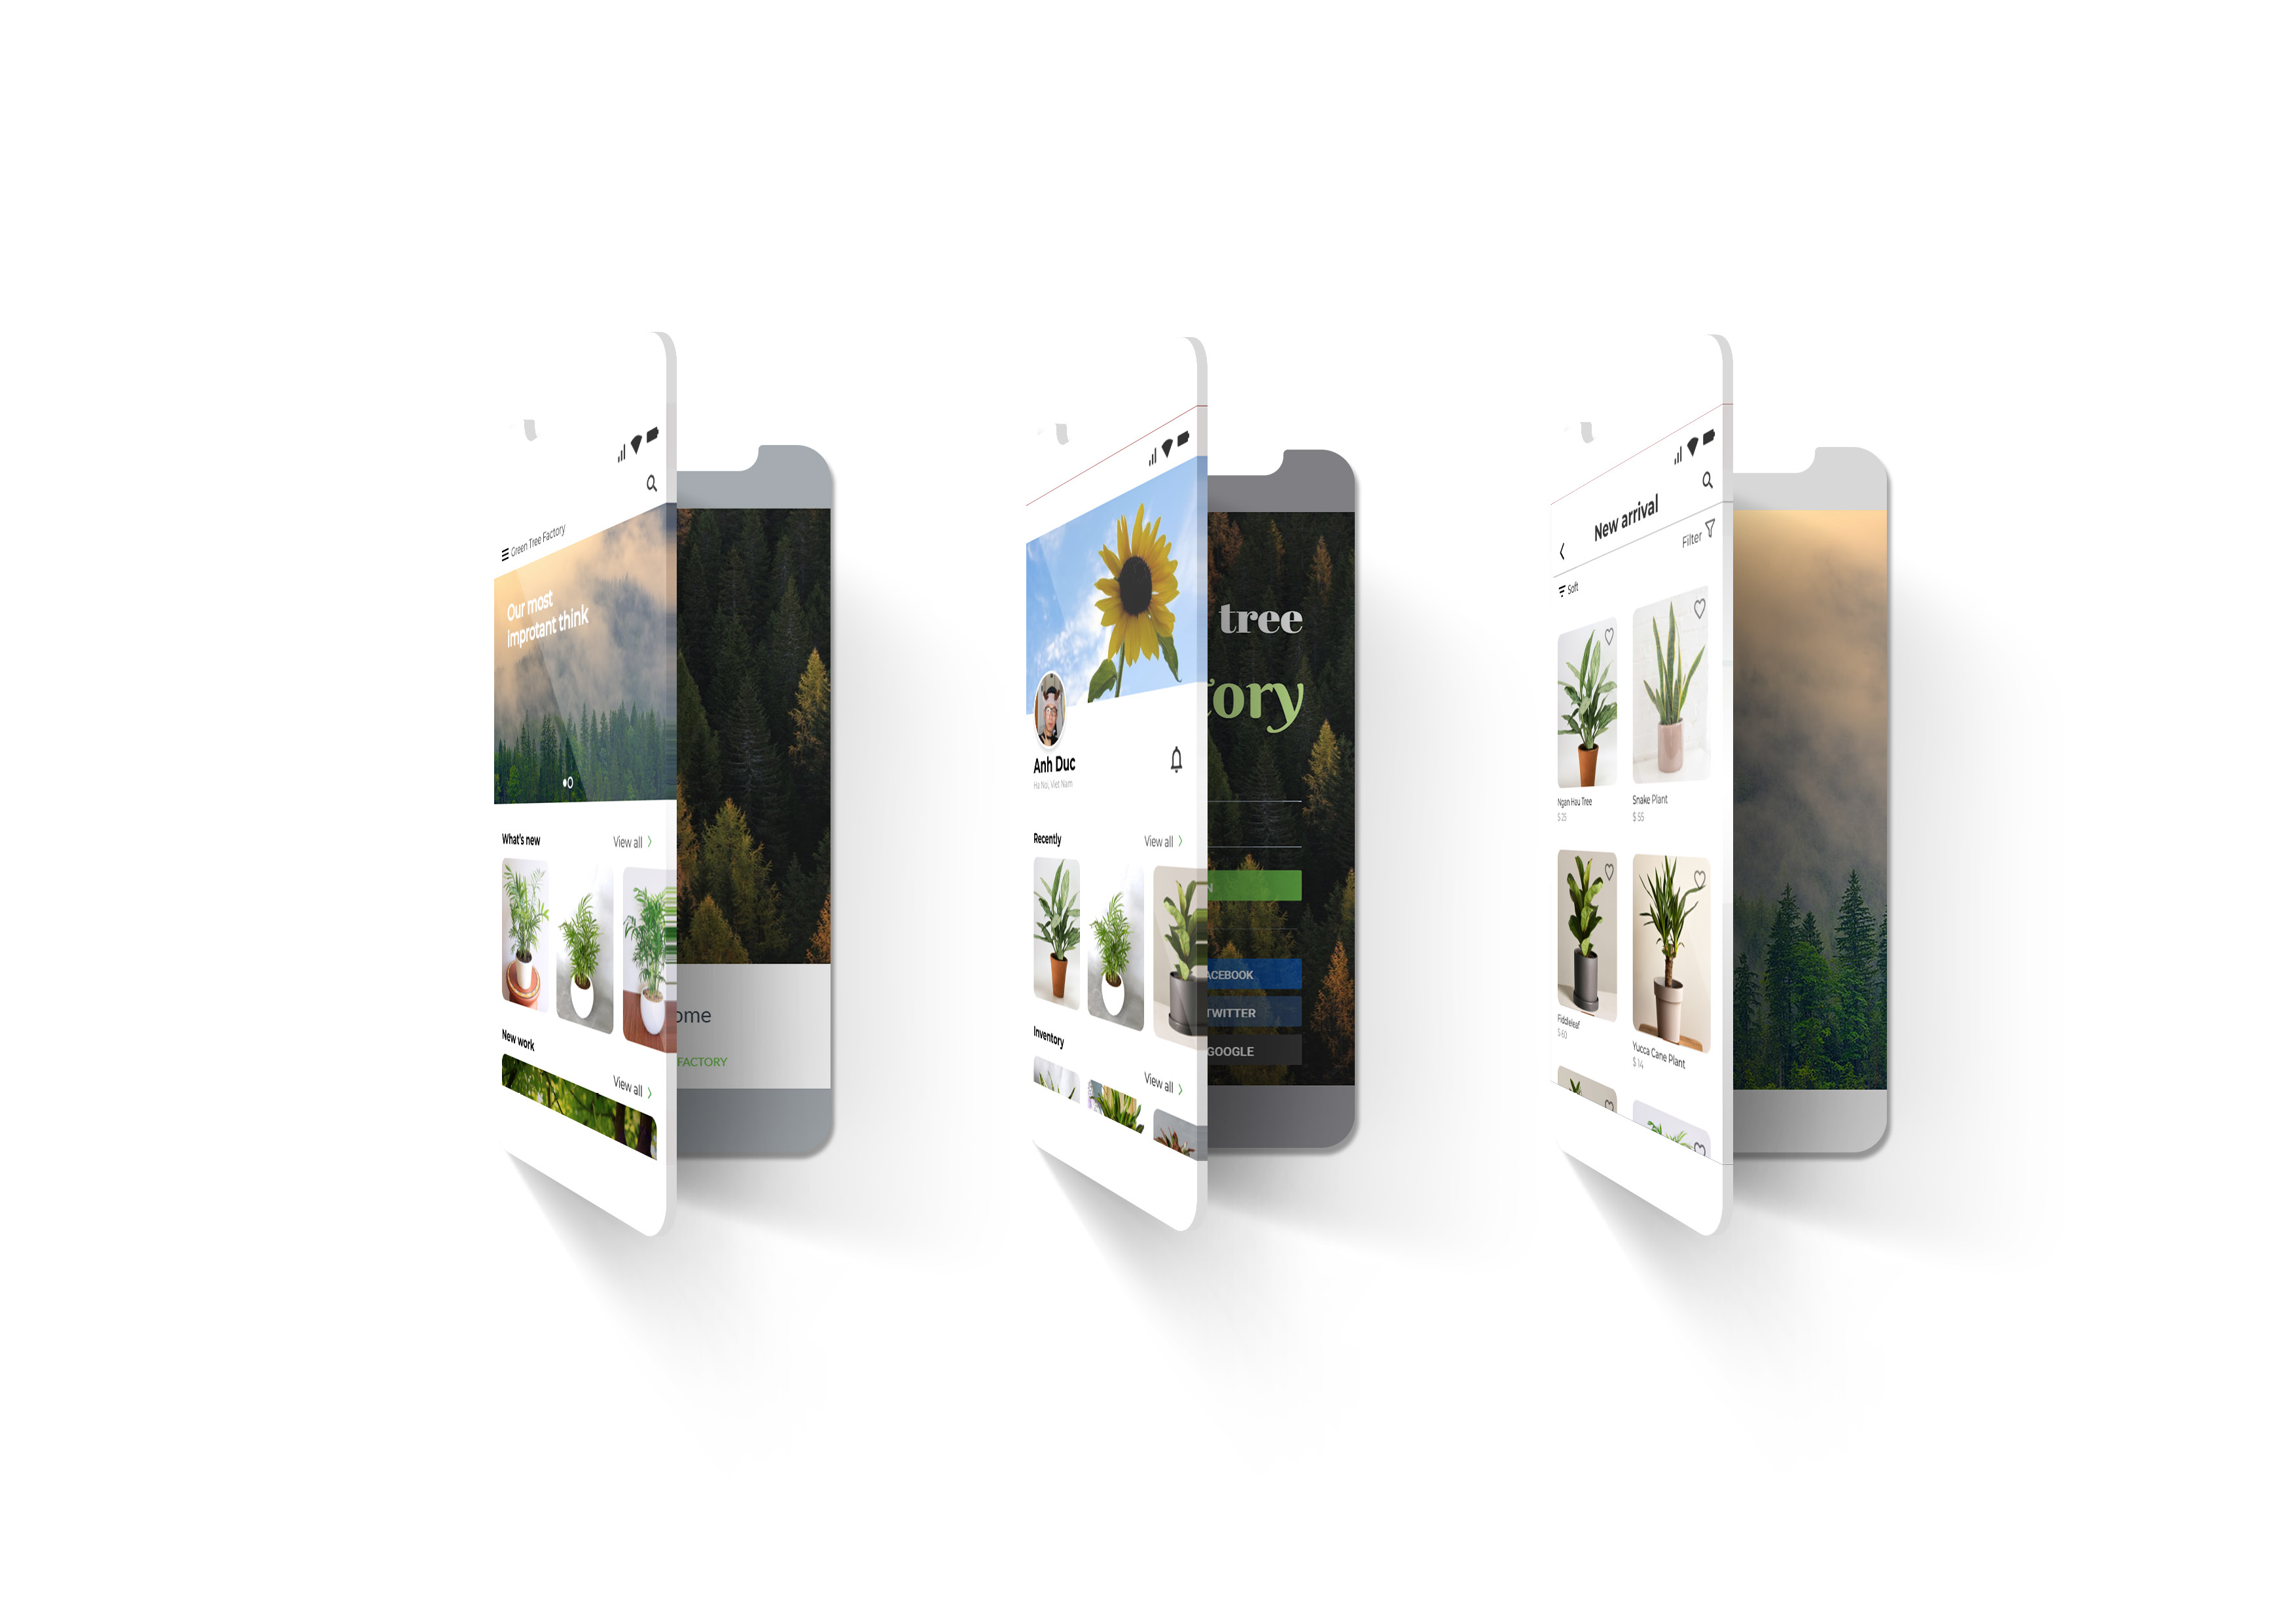 Green Tree Factory
Our most
improtant think
What's new
View all
New work
View all
ome
FACTORY
Anh Duc
Ha Noi, Viet Nam
Recently
View all
Inventory
View all
tree
tory
N
ACEBOOK
TWITTER
GOOGLE
New arrival
Filter
Soft
Ngan Hau Tree
$ 25
Snake Plant
$ 55
Fiddleleaf
$ 60
Yucca Cane Plant
$ 14